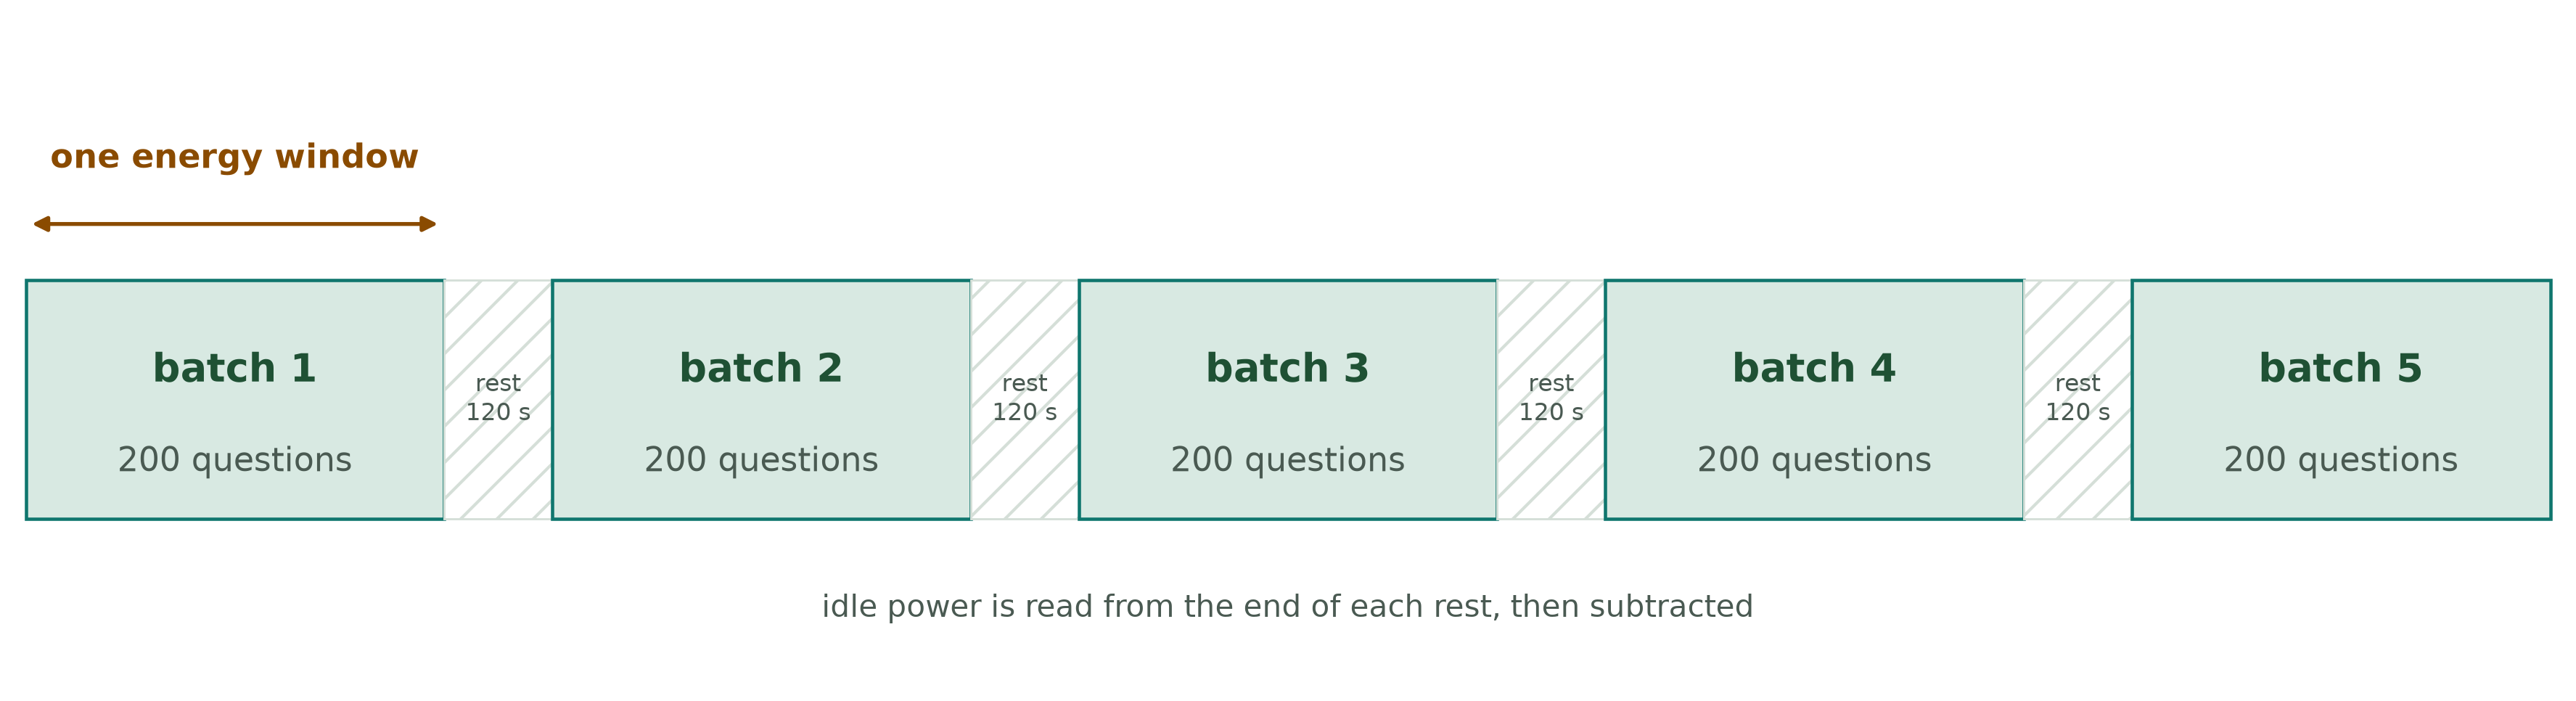 one energy window
batch 1
200 questions
rest
120 s
batch 2
200 questions
rest
120 s
batch 3
200 questions
rest
120 s
batch 4
200 questions
rest
120 s
batch 5
200 questions
idle power is read from the end of each rest, then subtracted